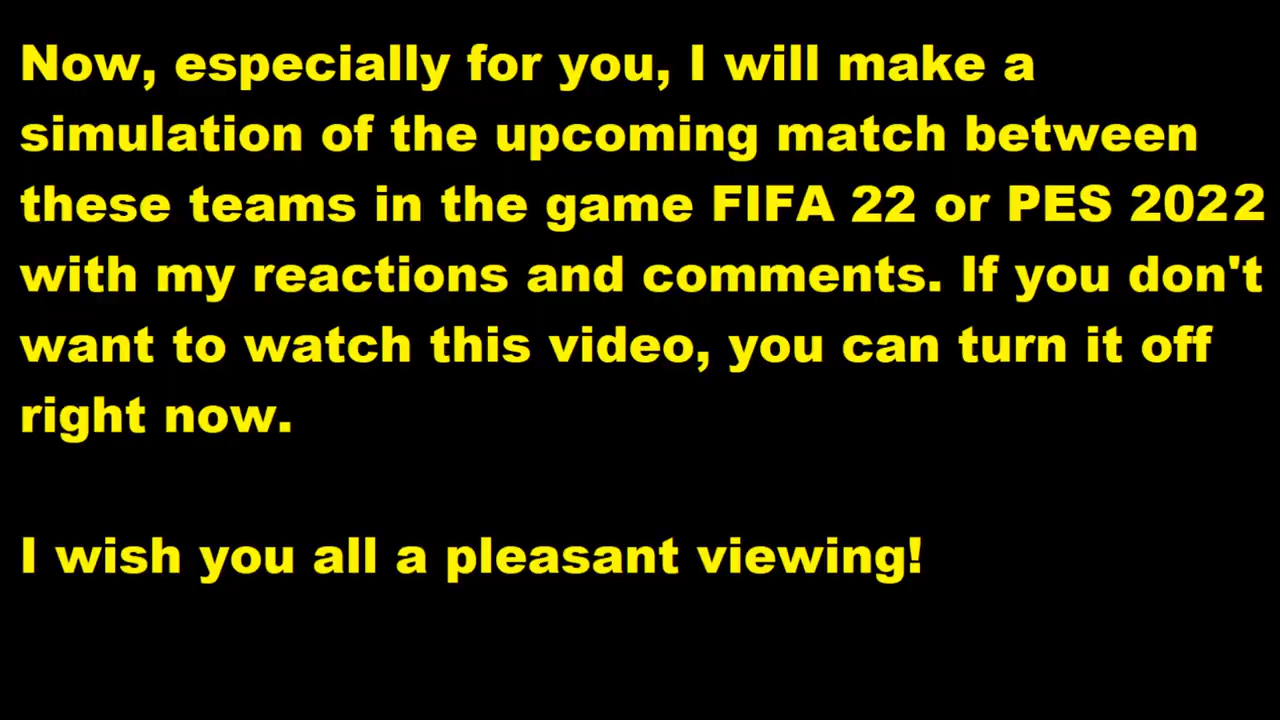 Now, especially for you, I will make a
simulation of the upcoming match between
these teams in the game FIFA 22 or PES 2022
with my reactions and comments. If you don't
want to watch this video, you can turn it off
right now.
I wish you all a pleasant viewing!